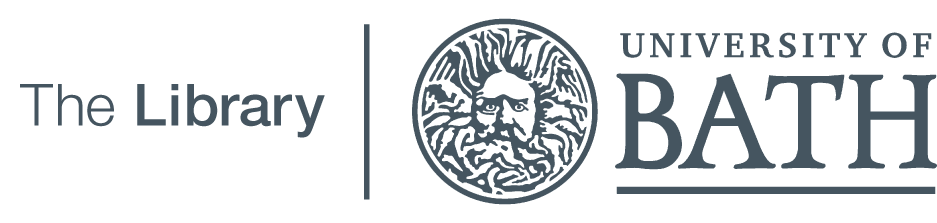 The Library
UNIVERSITY OF
BATH